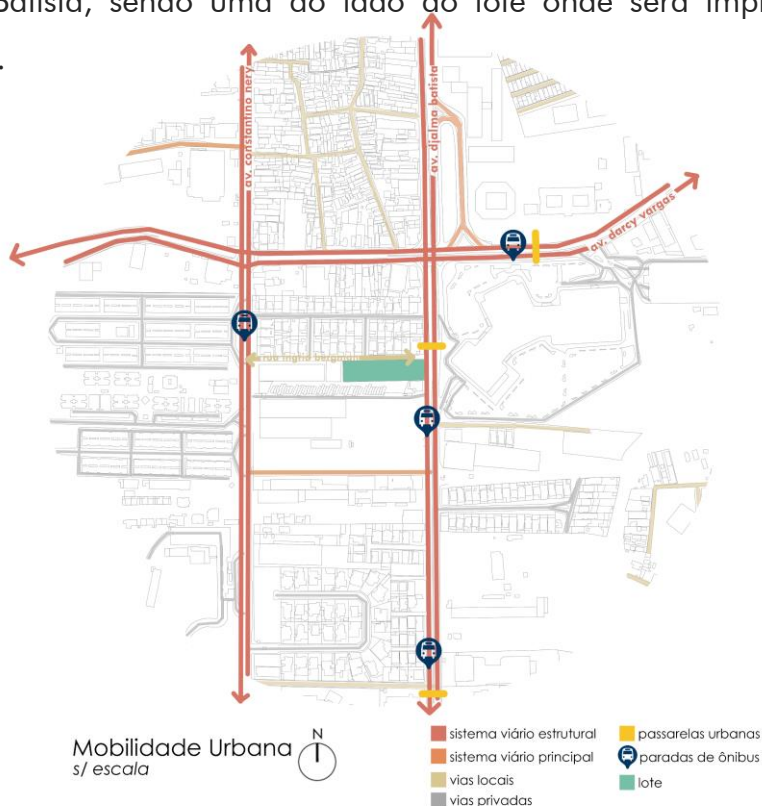 Batista, sendo uma do lado do lote onde será
.
av. constantino nery
av. djalma batista
av. darcy vargas
Mobilidade Urbana
s/ escala
N
sistema viário estrutural
sistema viário principal
vias locais
vias privadas
passarelas urbanas
paradas de ônibus
lote